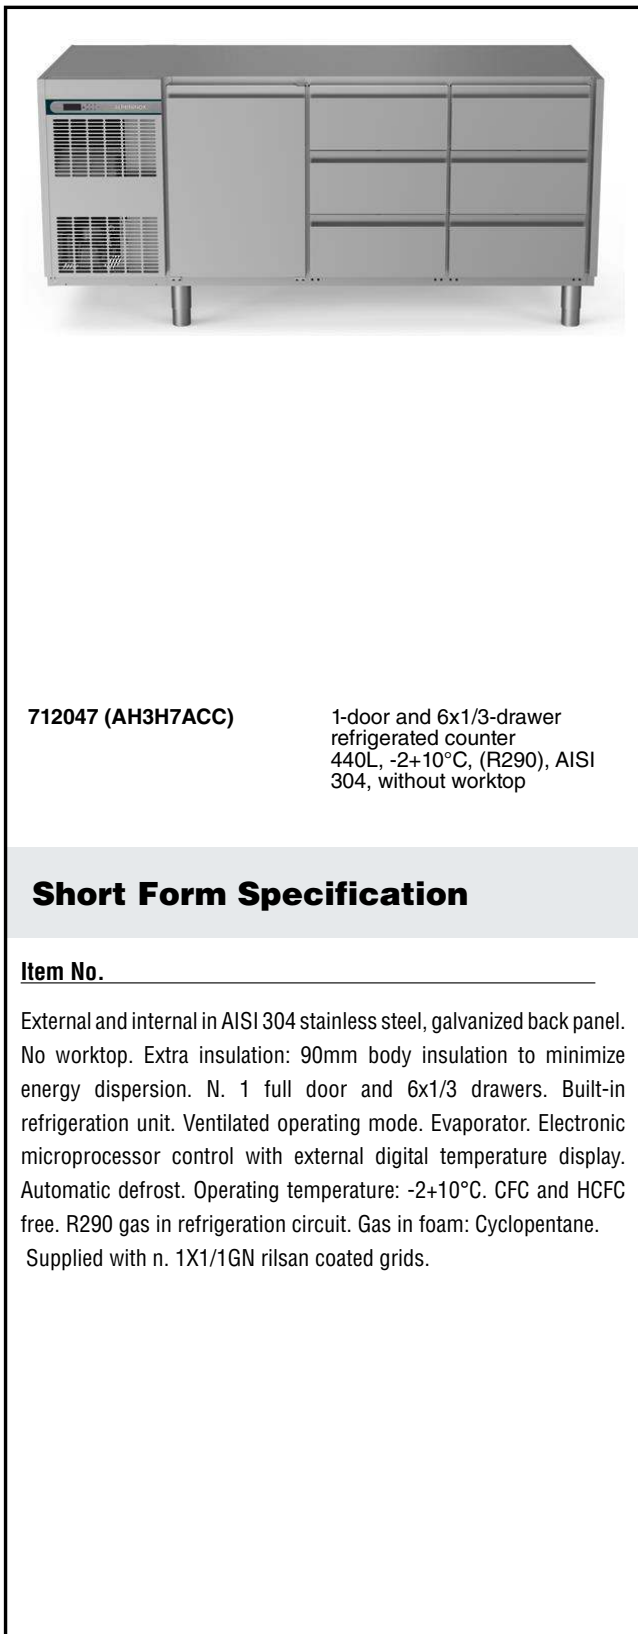 712047 (AH3H7ACC)
1-door and 6x1/3-drawer
refrigerated counter
440L, -2+10°C, (R290), AISI
304, without worktop
Short Form Specification
Item No.
External and internal in AISI 304 stainless steel, galvanized back panel.
No worktop. Extra insulation: 90mm body insulation to minimize
energy dispersion. N. 1 full door and 6x1/3 drawers. Built-in
refrigeration unit. Ventilated operating mode. Evaporator. Electronic
microprocessor control with external digital temperature display.
Automatic defrost. Operating temperature: -2+10°C. CFC and HCFC
free. R290 gas in refrigeration circuit. Gas in foam: Cyclopentane.
Supplied with n. 1X1/1GN rilsan coated grids.